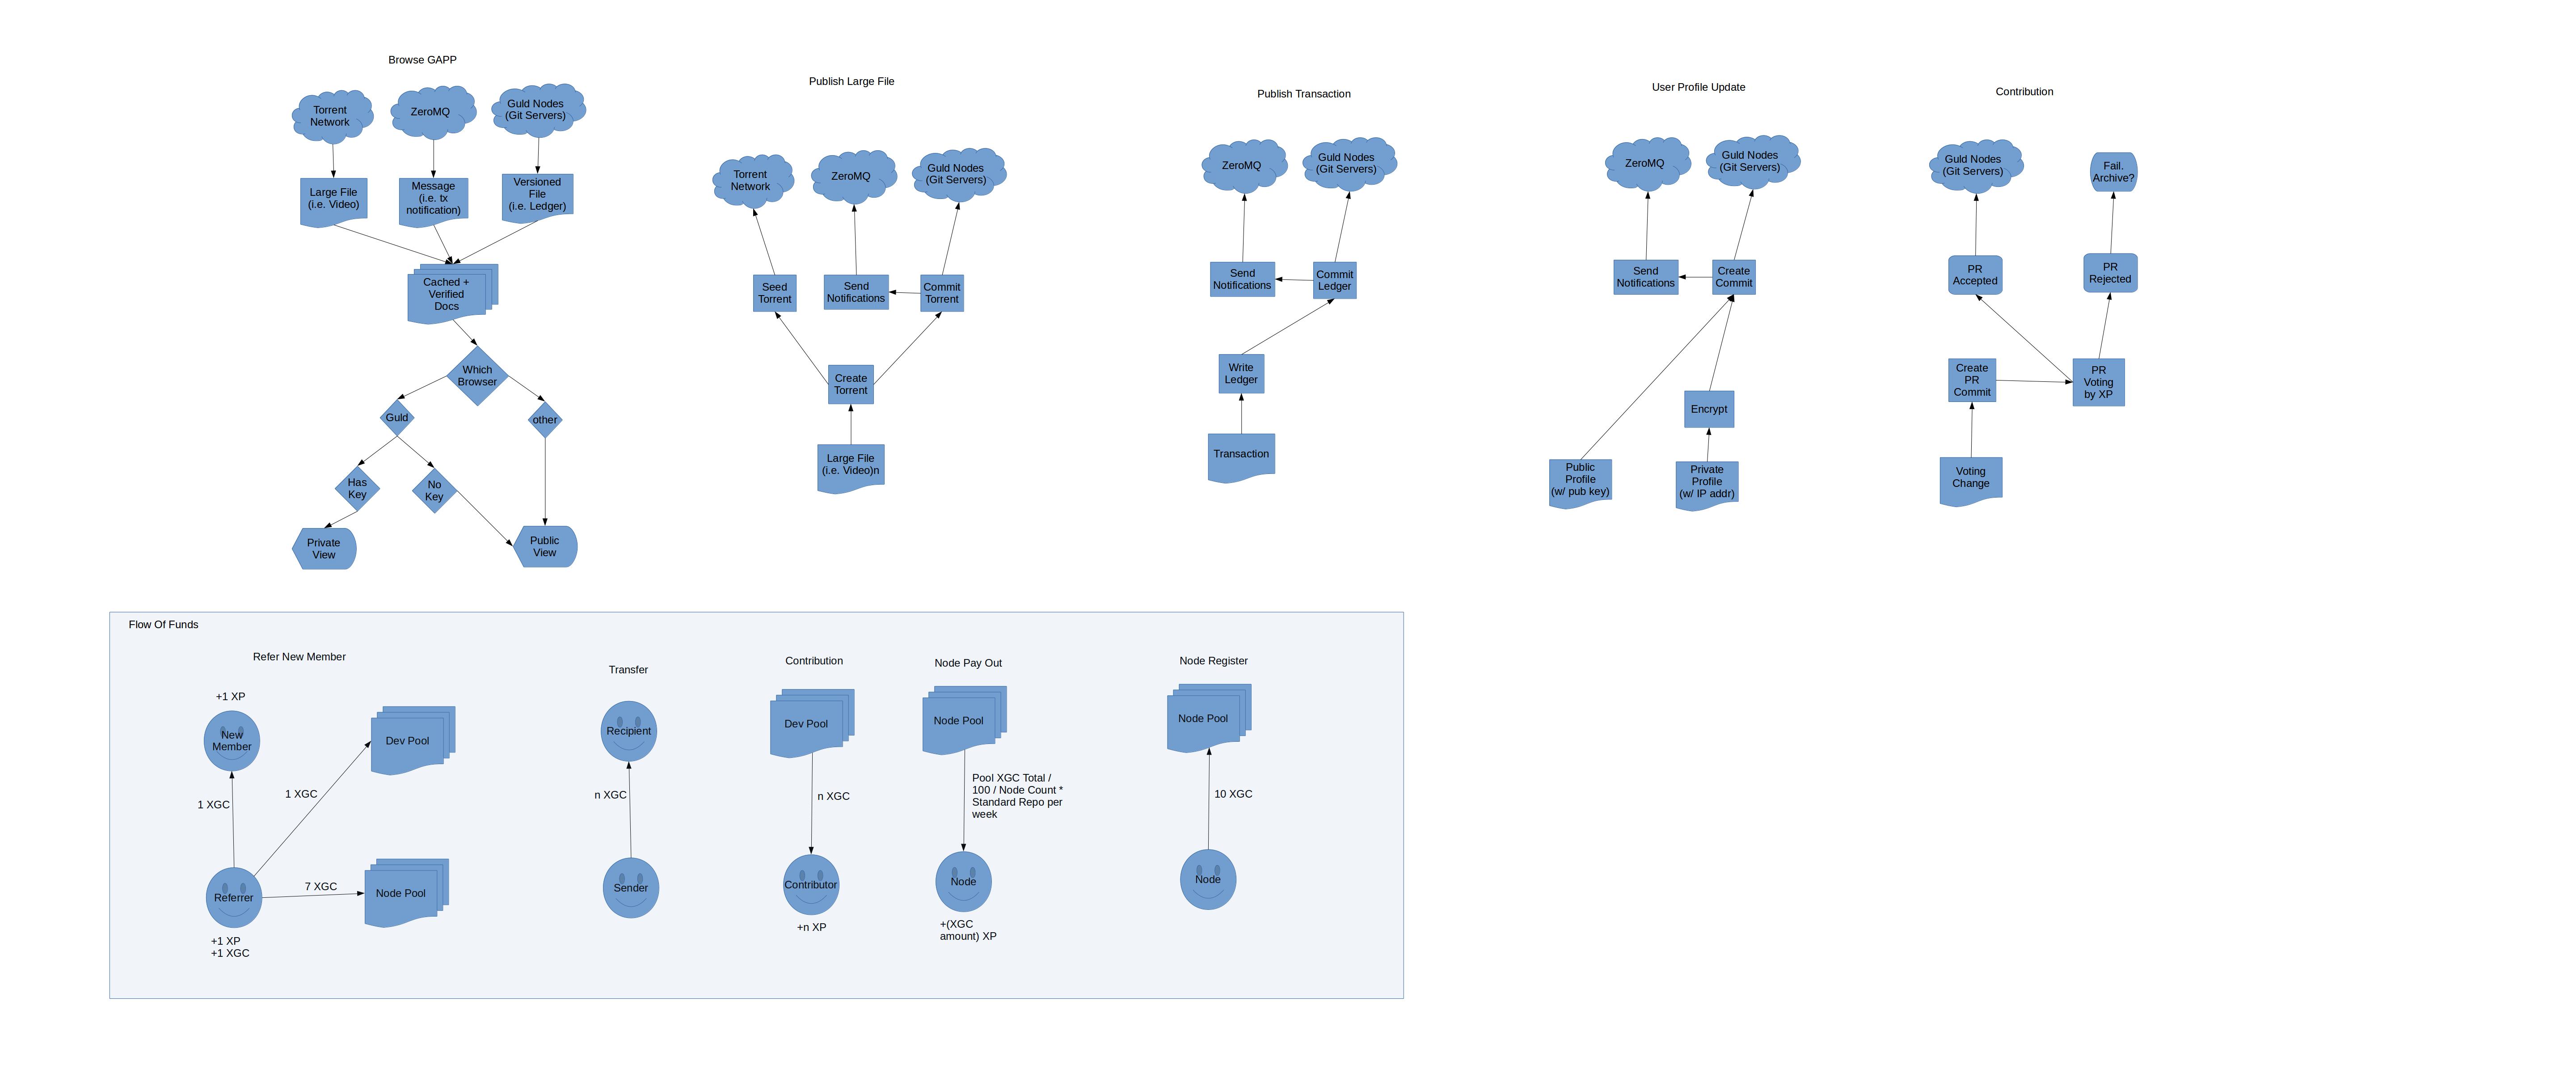 Browse GAPP
Torrent
Network
ZeroMQ
Guld Nodes
(Git Servers)
Large File
(i.e. Video)
Message
(i.e. tx
notification)
Versioned
File
(i.e. Ledger)
Cached +
Verified
Docs
Which
Browser
Guld
other
Has
Key
No
Key
Private
View
Public
View
Publish Large File
Torrent
Network
ZeroMQ
Guld Nodes
(Git Servers)
Seed
Torrent
Send
Notifications
Commit
Torrent
Create
Torrent
Large File
(i.e. Video)n
Publish Transaction
ZeroMQ
Guld Nodes
(Git Servers)
Send
Notifications
Commit
Ledger
Write
Ledger
Transaction
User Profile Update
ZeroMQ
Guld Nodes
(Git Servers)
Send
Notifications
Create
Commit
Encrypt
Public
Profile
(w/ pub key)
Private
Profile
(w/ IP addr)
Contribution
Guld Nodes
(Git Servers)
Fail.
Archive?
PR
Accepted
PR
Rejected
Create
PR
Commit
PR
Voting
by XP
Voting
Change
Flow Of Funds
Refer New Member
+1 XP
New
Member
Dev Pool
1 XGC
1 XGC
7 XGC
Referrer
Node Pool
+1 XP
+1 XGC
Transfer
Recipient
n XGC
Sender
Contribution
Dev Pool
n XGC
Contributor
+n XP
Node Pay Out
Node Pool
Pool XGC Total /
100 / Node Count *
Standard Repo per
week
Node
+(XGC
amount) XP
Node Register
Node Pool
10 XGC
Node